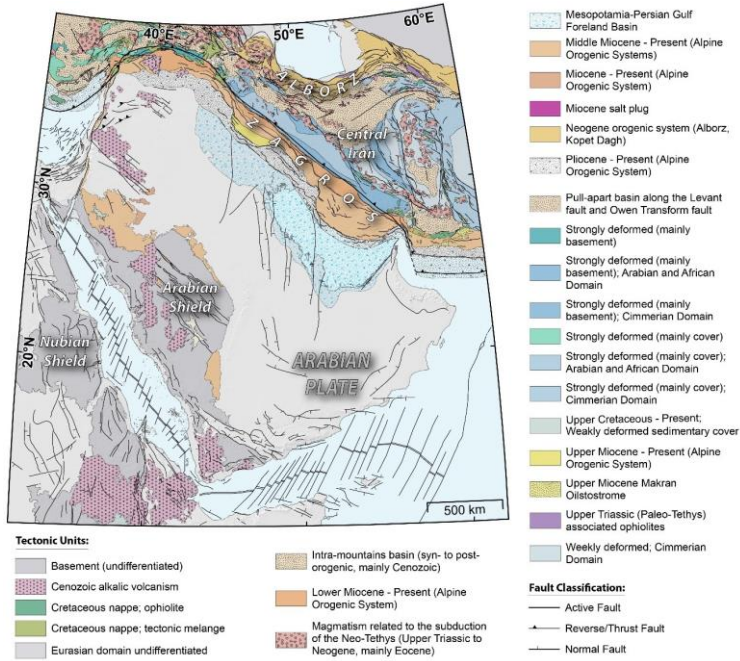 40°E
50°E
60°E
30°N
20°N
ALBORZ
ZAGROS
Central
Iran
Arabian
Shield
Nubian
Shield
ARABIAN
PLATE
500 km
Tectonic Units:
Basement (undifferentiated)
Cenozoic alkalic volcanism
Cretaceous nappe; ophiolite
Cretaceous nappe; tectonic melange
Eurasian domain undifferentiated
Intra-mountains basin (syn- to post-
orogenic, mainly Cenozoic)
Lower Miocene - Present (Alpine
Orogenic System)
Magmatism related to the subduction
of the Neo-Tethys (Upper Triassic to
Neogene, mainly Eocene)
Mesopotamia-Persian Gulf
Foreland Basin
Middle Miocene - Present (Alpine
Orogenic Systems)
Miocene - Present (Alpine
Orogenic System)
Miocene salt plug
Neogene orogenic system (Alborz,
Kopet Dagh)
Pliocene - Present (Alpine
Orogenic System)
Pull-apart basin along the Levant
fault and Owen Transform fault
Strongly deformed (mainly
basement)
Strongly deformed (mainly
basement); Arabian and African
Domain
Strongly deformed (mainly
basement); Cimmerian Domain
Strongly deformed (mainly cover)
Strongly deformed (mainly cover);
Arabian and African Domain
Strongly deformed (mainly cover);
Cimmerian Domain
Upper Cretaceous - Present;
Weakly deformed sedimentary cover
Upper Miocene - Present (Alpine
Orogenic System)
Upper Miocene Makran
Oilstostrome
Upper Triassic (Paleo-Tethys)
associated ophiolites
Weekly deformed; Cimmerian
Domain
Fault Classification:
Active Fault
Reverse/Thrust Fault
Normal Fault